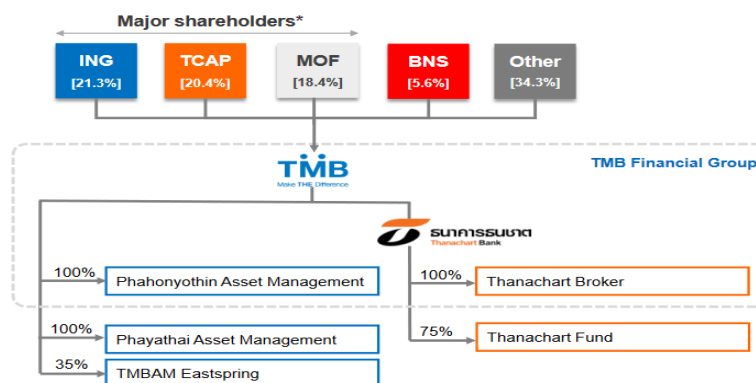 Major shareholders*
ING
[21.3%]
TCAP
[20.4%]
MOF
[18.4%]
BNS
[5.6%]
Other
[34.3%]
TMB
Make THE Difference
TMB Financial Group
ธนาคารธนชาต
Thanachart Bank
100%
Phahonyothin Asset Management
100%
Thanachart Broker
100%
Phayathai Asset Management
75%
Thanachart Fund
35%
TMBAM Eastspring